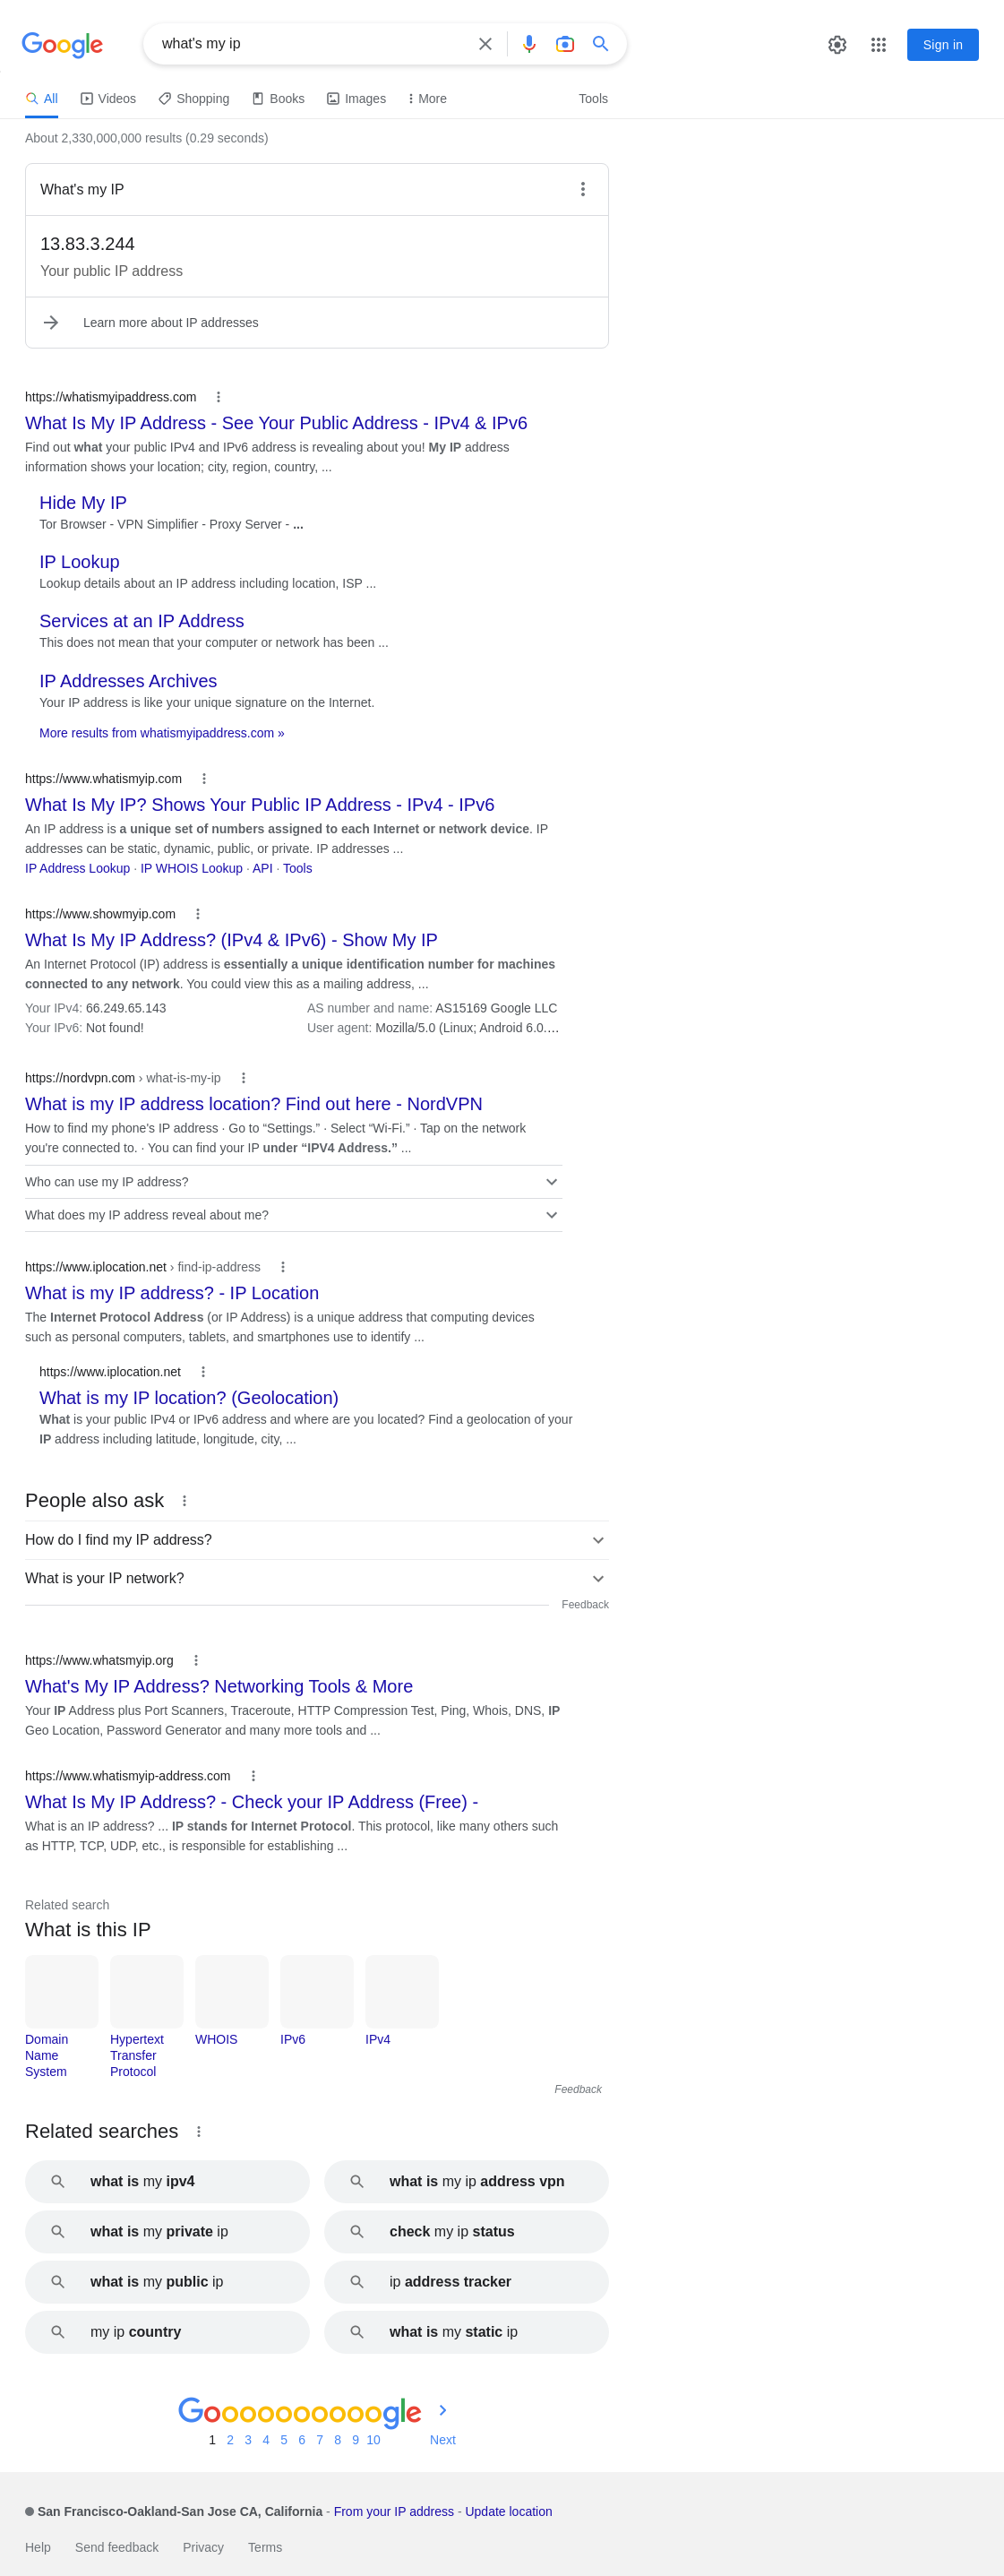 Google
what's my ip
Sign in
All
Videos
Shopping
Books
Images
More
Tools
About 2,330,000,000 results (0.29 seconds)
What's my IP
13.83.3.244
Your public IP address
Learn more about IP addresses
https://whatismyipaddress.com
What Is My IP Address - See Your Public Address - IPv4 & IPv6
Find out what your public IPv4 and IPv6 address is revealing about you! My IP address
information shows your location; city, region, country, ...
Hide My IP
Tor Browser - VPN Simplifier - Proxy Server - ...
IP Lookup
Lookup details about an IP address including location, ISP ...
Services at an IP Address
This does not mean that your computer or network has been ...
IP Addresses Archives
Your IP address is like your unique signature on the Internet.
More results from whatismyipaddress.com »
https://www.whatismyip.com
What Is My IP? Shows Your Public IP Address - IPv4 - IPv6
An IP address is a unique set of numbers assigned to each Internet or network device. IP
addresses can be static, dynamic, public, or private. IP addresses ...
IP Address Lookup · IP WHOIS Lookup · API · Tools
https://www.showmyip.com
What Is My IP Address? (IPv4 & IPv6) - Show My IP
An Internet Protocol (IP) address is essentially a unique identification number for machines
connected to any network. You could view this as a mailing address, ...
Your IPv4: 66.249.65.143
AS number and name: AS15169 Google LLC
Your IPv6: Not found!
User agent: Mozilla/5.0 (Linux; Android 6.0....
https://nordvpn.com › what-is-my-ip
What is my IP address location? Find out here - NordVPN
How to find my phone's IP address · Go to “Settings.” · Select “Wi-Fi.” · Tap on the network
you're connected to. · You can find your IP under “IPV4 Address.” ...
Who can use my IP address?
What does my IP address reveal about me?
https://www.iplocation.net › find-ip-address
What is my IP address? - IP Location
The Internet Protocol Address (or IP Address) is a unique address that computing devices
such as personal computers, tablets, and smartphones use to identify ...
https://www.iplocation.net
What is my IP location? (Geolocation)
What is your public IPv4 or IPv6 address and where are you located? Find a geolocation of your
IP address including latitude, longitude, city, ...
People also ask
How do I find my IP address?
What is your IP network?
Feedback
https://www.whatsmyip.org
What's My IP Address? Networking Tools & More
Your IP Address plus Port Scanners, Traceroute, HTTP Compression Test, Ping, Whois, DNS, IP
Geo Location, Password Generator and many more tools and ...
https://www.whatismyip-address.com
What Is My IP Address? - Check your IP Address (Free) -
What is an IP address? ... IP stands for Internet Protocol. This protocol, like many others such
as HTTP, TCP, UDP, etc., is responsible for establishing ...
Related search
What is this IP
Domain
Name
System
Hypertext
Transfer
Protocol
WHOIS
IPv6
IPv4
Feedback
Related searches
what is my ipv4
what is my ip address vpn
what is my private ip
check my ip status
what is my public ip
ip address tracker
my ip country
what is my static ip
Goooooooooogle
1 2 3 4 5 6 7 8 9 10 Next
San Francisco-Oakland-San Jose CA, California - From your IP address - Update location
Help Send feedback Privacy Terms